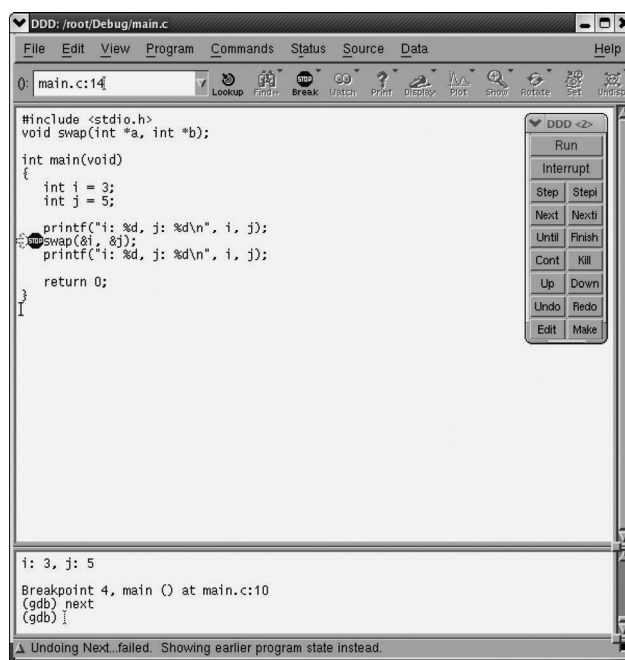 DDD: /root/Debug/main.c
File Edit View Program Commands Status Source Data Help
(): main.c:14
Lookup Find» Break Watch Print Display Plot Show Rotate Set Undisp
#include <stdio.h>
void swap(int *a, int *b);
int main(void)
{
int i = 3;
int j = 5;
printf("i: %d, j: %d\n", i, j);
STOP swap(&i, &j);
printf("i: %d, j: %d\n", i, j);
return 0;
}
DDD <2>
Run
Interrupt
Step Stepi
Next Nexti
Until Finish
Cont Kill
Up Down
Undo Redo
Edit Make
i: 3, j: 5
Breakpoint 4, main () at main.c:10
(gdb) next
(gdb)
Undoing Next...failed. Showing earlier program state instead.